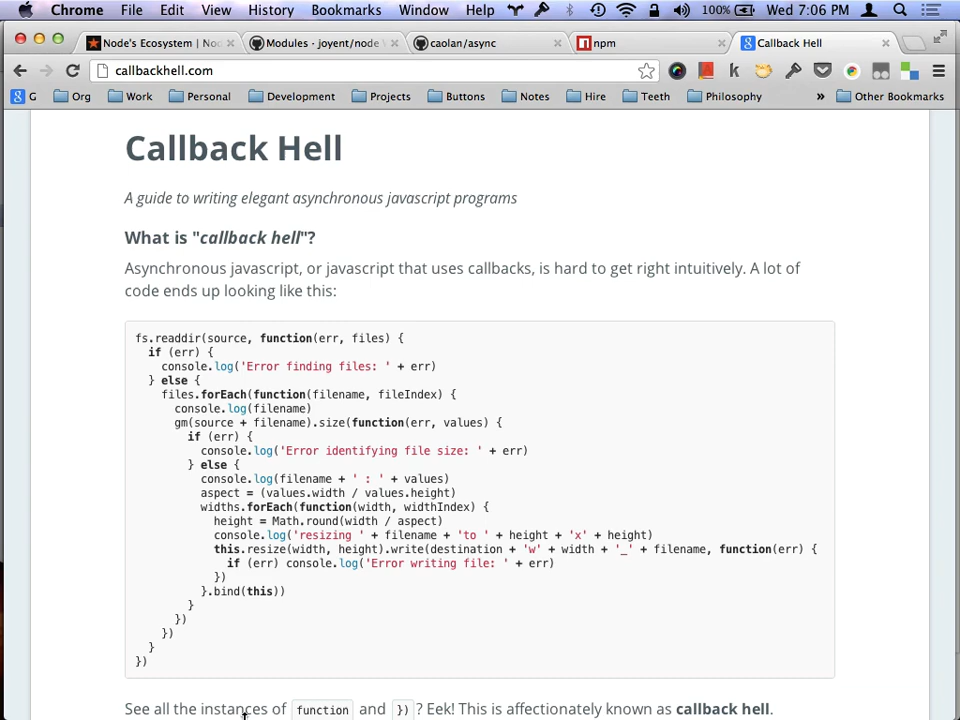 Chrome File Edit View History Bookmarks Window Help 100% Wed 7:06 PM
Node's Ecosystem | No
Modules · joyent/node
caolan/async
npm
Callback Hell
callbackhell.com
G Org Work Personal Development Projects Buttons Notes Hire Teeth Philosophy » Other Bookmarks
Callback Hell
A guide to writing elegant asynchronous javascript programs
What is "callback hell"?
Asynchronous javascript, or javascript that uses callbacks, is hard to get right intuitively. A lot of
code ends up looking like this:
fs.readdir(source, function(err, files) {
  if (err) {
    console.log('Error finding files: ' + err)
  } else {
    files.forEach(function(filename, fileIndex) {
      console.log(filename)
      gm(source + filename).size(function(err, values) {
        if (err) {
          console.log('Error identifying file size: ' + err)
        } else {
          console.log(filename + ' : ' + values)
          aspect = (values.width / values.height)
          widths.forEach(function(width, widthIndex) {
            height = Math.round(width / aspect)
            console.log('resizing ' + filename + 'to ' + height + 'x' + height)
            this.resize(width, height).write(destination + 'w' + width + '_' + filename, function(err) {
              if (err) console.log('Error writing file: ' + err)
            })
          }.bind(this))
        }
      })
    })
  }
})
See all the instances of function and })? Eek! This is affectionately known as callback hell.